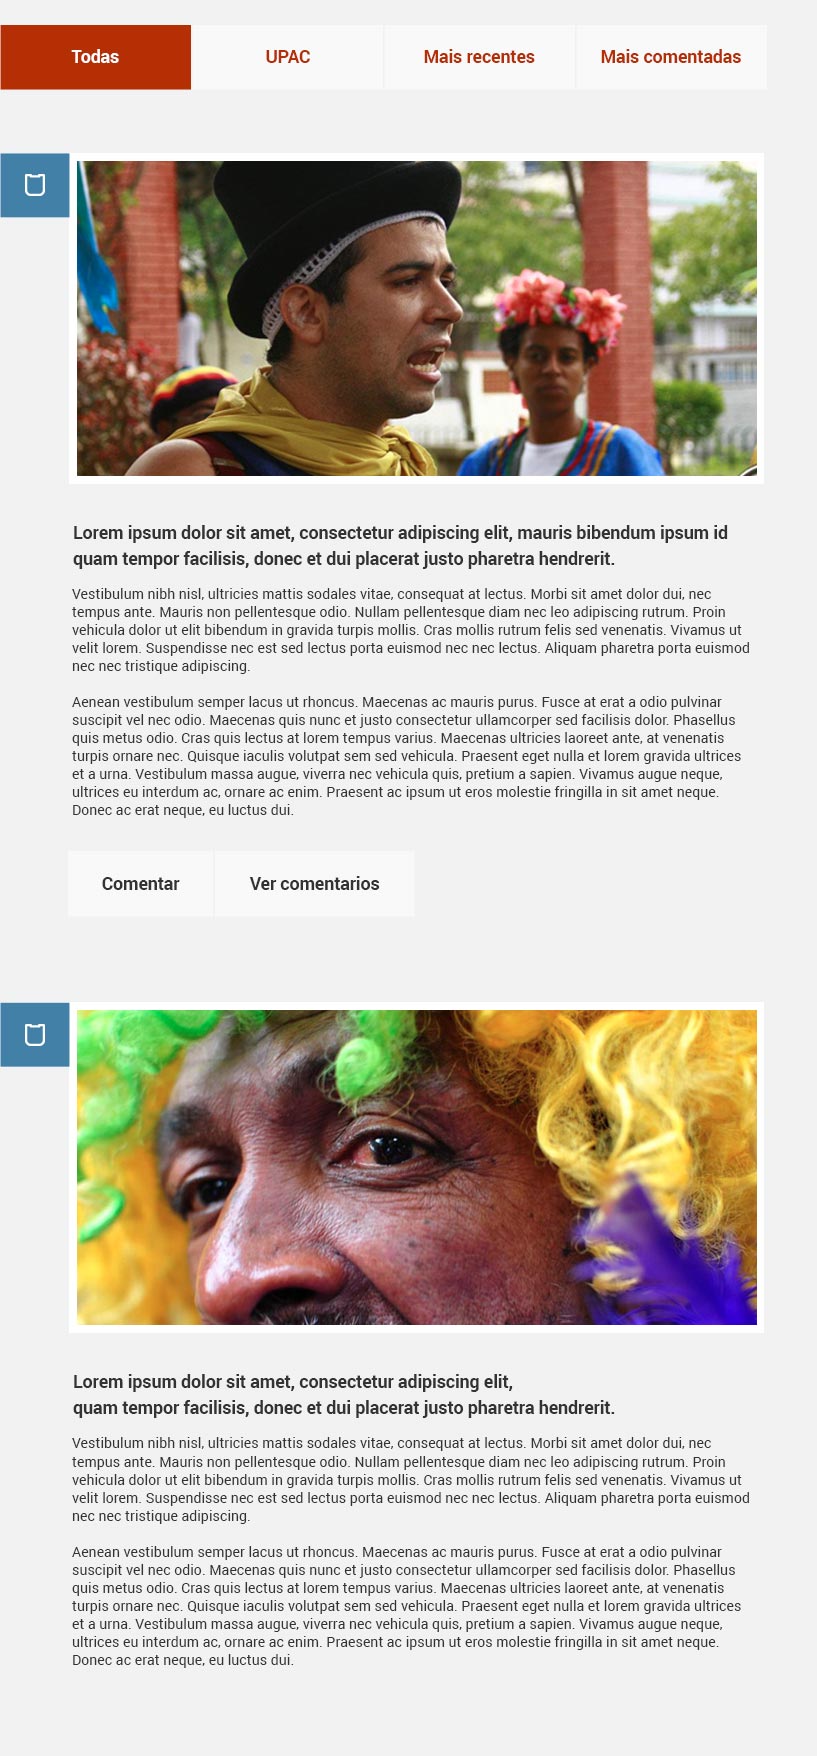 Todas UPAC Mais recentes Mais comentadas
Lorem ipsum dolor sit amet, consectetur adipiscing elit, mauris bibendum ipsum id
quam tempor facilisis, donec et dui placerat justo pharetra hendrerit.
Vestibulum nibh nisl, ultricies mattis sodales vitae, consequat at lectus. Morbi sit amet dolor dui, nec
tempus ante. Mauris non pellentesque odio. Nullam pellentesque diam nec leo adipiscing rutrum. Proin
vehicula dolor ut elit bibendum in gravida turpis mollis. Cras mollis rutrum felis sed venenatis. Vivamus ut
velit lorem. Suspendisse nec est sed lectus porta euismod nec nec lectus. Aliquam pharetra porta euismod
nec nec tristique adipiscing.
Aenean vestibulum semper lacus ut rhoncus. Maecenas ac mauris purus. Fusce at erat a odio pulvinar
suscipit vel nec odio. Maecenas quis nunc et justo consectetur ullamcorper sed facilisis dolor. Phasellus
quis metus odio. Cras quis lectus at lorem tempus varius. Maecenas ultricies laoreet ante, at venenatis
turpis ornare nec. Quisque iaculis volutpat sem sed vehicula. Praesent eget nulla et lorem gravida ultrices
et a urna. Vestibulum massa augue, viverra nec vehicula quis, pretium a sapien. Vivamus augue neque,
ultrices eu interdum ac, ornare ac enim. Praesent ac ipsum ut eros molestie fringilla in sit amet neque.
Donec ac erat neque, eu luctus dui.
Comentar Ver comentarios
Lorem ipsum dolor sit amet, consectetur adipiscing elit,
quam tempor facilisis, donec et dui placerat justo pharetra hendrerit.
Vestibulum nibh nisl, ultricies mattis sodales vitae, consequat at lectus. Morbi sit amet dolor dui, nec
tempus ante. Mauris non pellentesque odio. Nullam pellentesque diam nec leo adipiscing rutrum. Proin
vehicula dolor ut elit bibendum in gravida turpis mollis. Cras mollis rutrum felis sed venenatis. Vivamus ut
velit lorem. Suspendisse nec est sed lectus porta euismod nec nec lectus. Aliquam pharetra porta euismod
nec nec tristique adipiscing.
Aenean vestibulum semper lacus ut rhoncus. Maecenas ac mauris purus. Fusce at erat a odio pulvinar
suscipit vel nec odio. Maecenas quis nunc et justo consectetur ullamcorper sed facilisis dolor. Phasellus
quis metus odio. Cras quis lectus at lorem tempus varius. Maecenas ultricies laoreet ante, at venenatis
turpis ornare nec. Quisque iaculis volutpat sem sed vehicula. Praesent eget nulla et lorem gravida ultrices
et a urna. Vestibulum massa augue, viverra nec vehicula quis, pretium a sapien. Vivamus augue neque,
ultrices eu interdum ac, ornare ac enim. Praesent ac ipsum ut eros molestie fringilla in sit amet neque.
Donec ac erat neque, eu luctus dui.